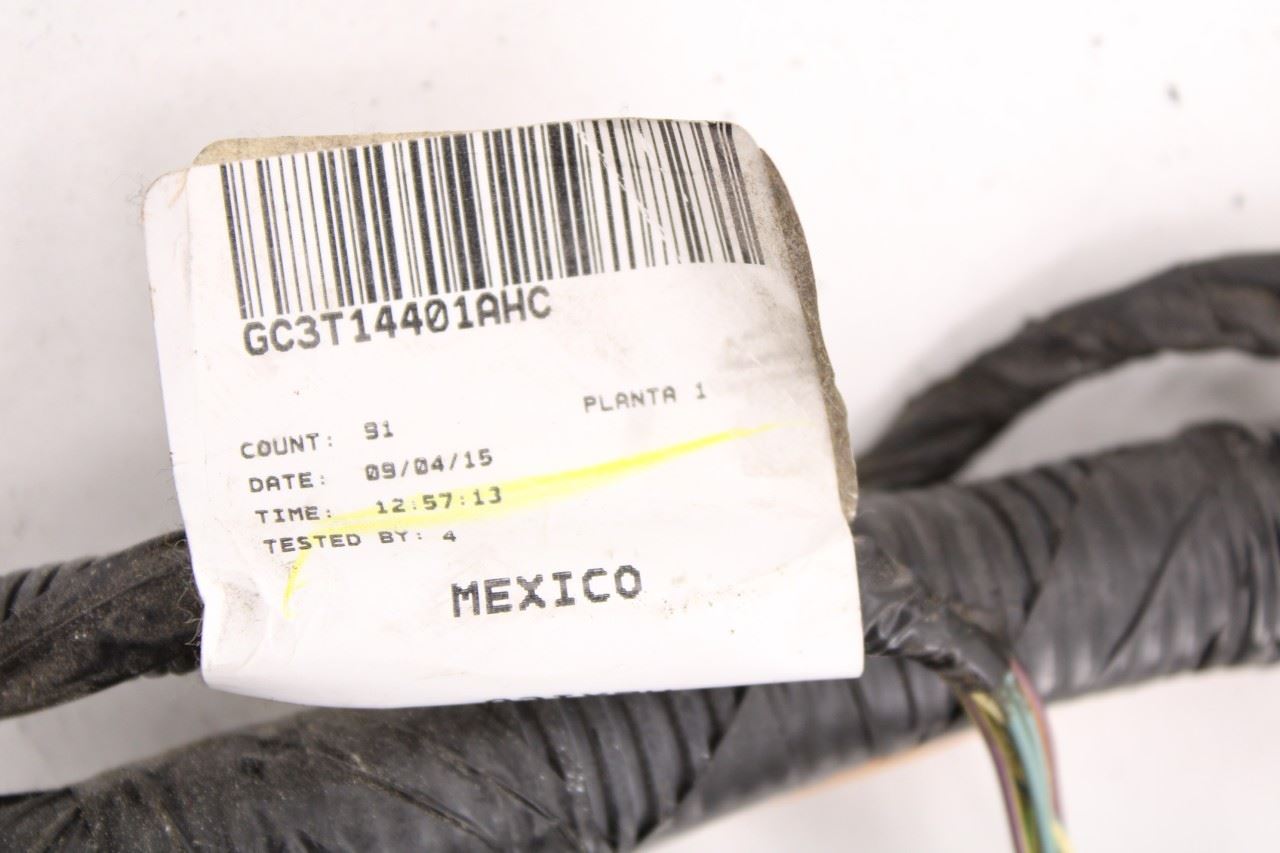 GC3T14401AHC
PLANTA 1
COUNT: 91
DATE: 09/04/15
TIME: 12:57:13
TESTED BY: 4
MEXICO